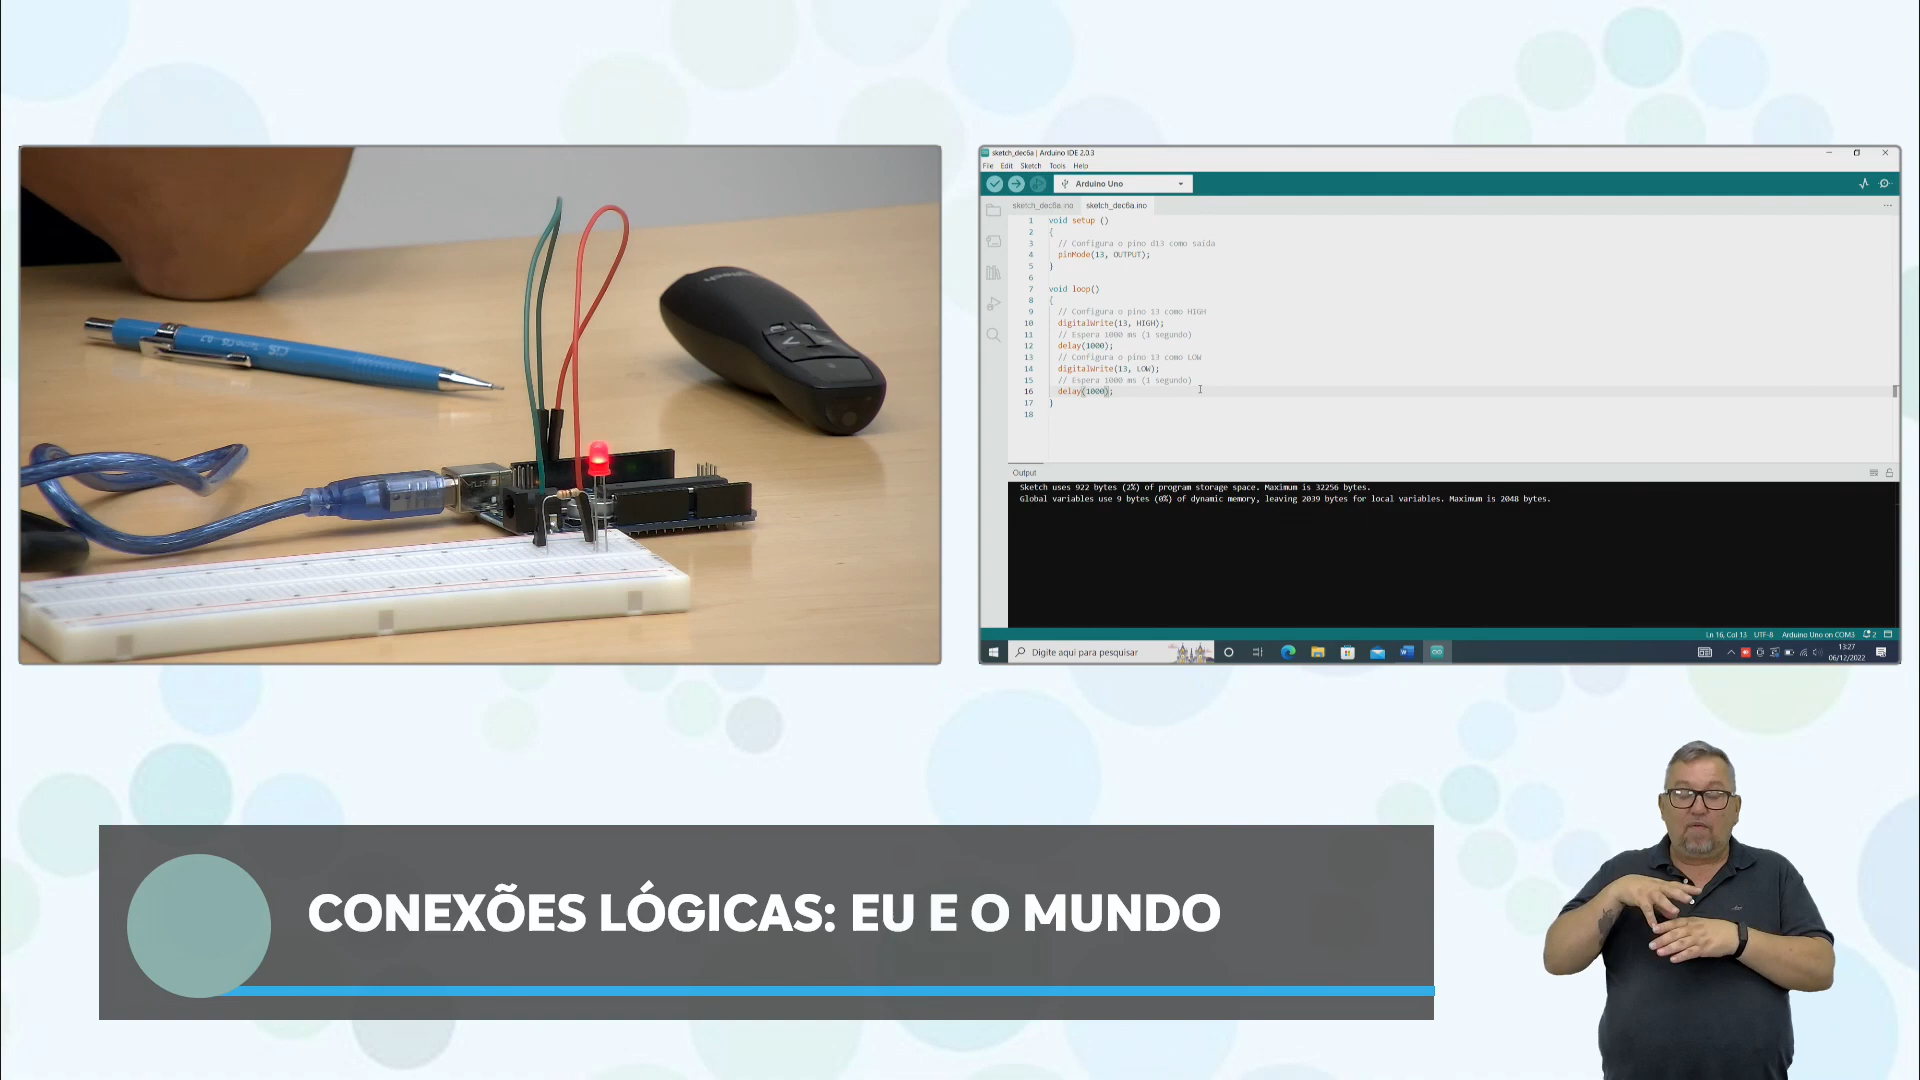 sketch_dec6a | Arduino IDE 2.0.3
File Edit Sketch Tools Help
Arduino Uno
sketch_dec6a.ino sketch_dec6a.ino
1 void setup ()
2 {
3 // Configura o pino d13 como saída
4 pinMode(13, OUTPUT);
5 }
6
7 void loop()
8 {
9 // Configura o pino 13 como HIGH
10 digitalWrite(13, HIGH);
11 // Espera 1000 ms (1 segundo)
12 delay(1000);
13 // Configura o pino 13 como LOW
14 digitalWrite(13, LOW);
15 // Espera 1000 ms (1 segundo)
16 delay(1000);
17 }
18
Output
Sketch uses 922 bytes (2%) of program storage space. Maximum is 32256 bytes.
Global variables use 9 bytes (0%) of dynamic memory, leaving 2039 bytes for local variables. Maximum is 2048 bytes.
Ln 16, Col 13 UTF-8 Arduino Uno on COM3 2
Digite aqui para pesquisar
13:27
06/12/2022
CONEXÕES LÓGICAS: EU E O MUNDO